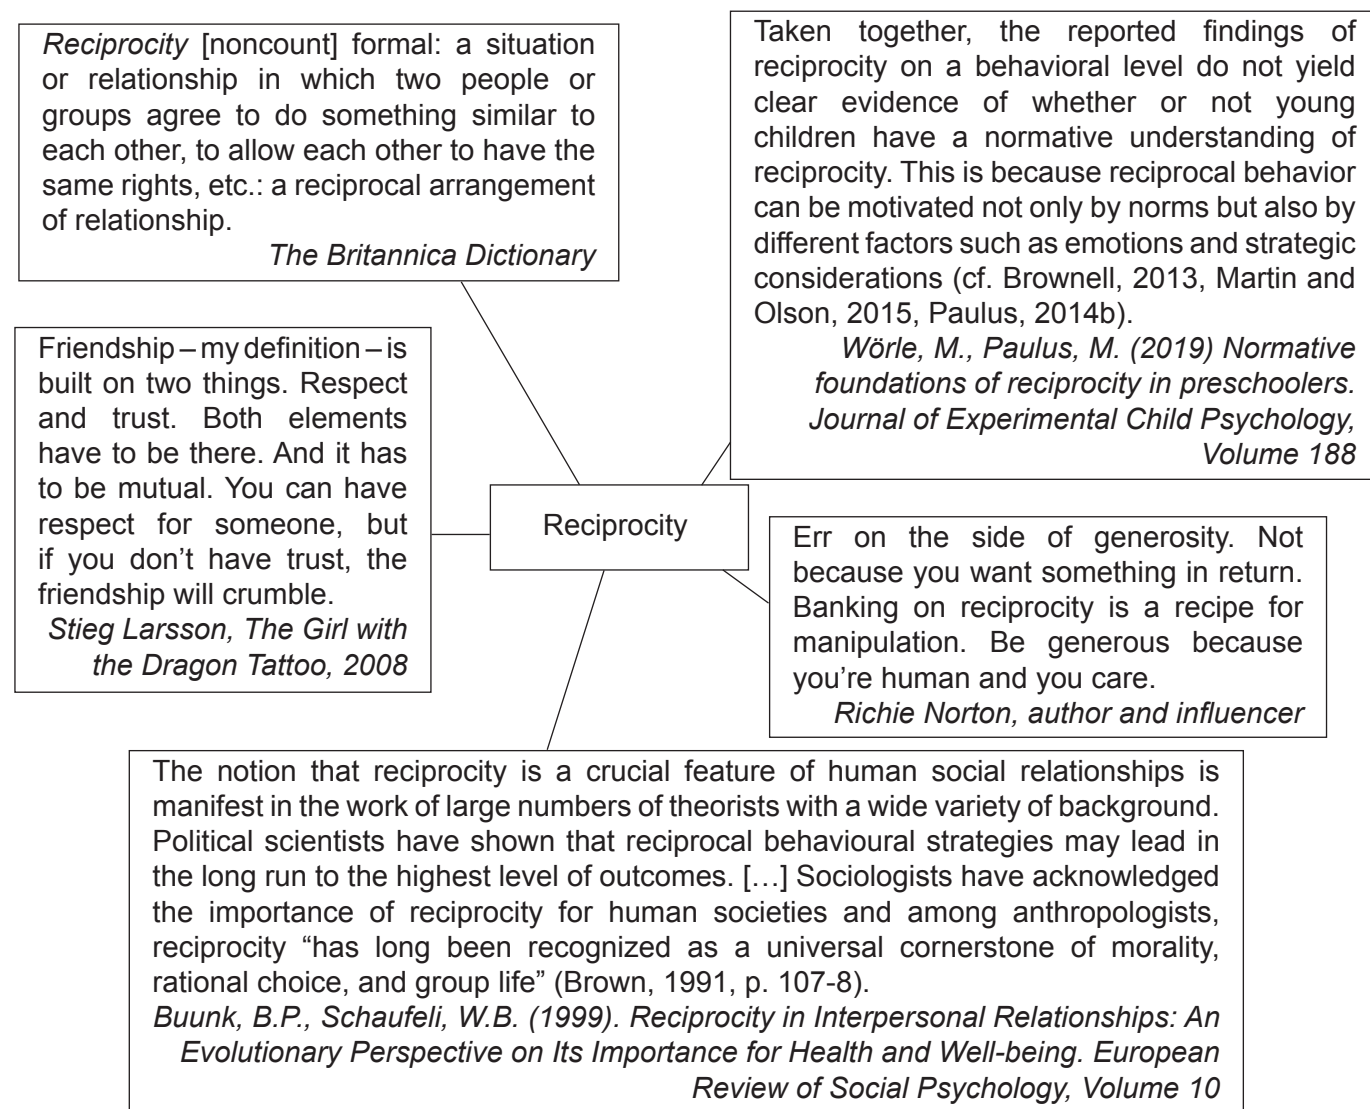 Reciprocity [noncount] formal: a situation
or relationship in which two people or
groups agree to do something similar to
each other, to allow each other to have the
same rights, etc.: a reciprocal arrangement
of relationship.
The Britannica Dictionary
Taken together, the reported findings of
reciprocity on a behavioral level do not yield
clear evidence of whether or not young
children have a normative understanding of
reciprocity. This is because reciprocal behavior
can be motivated not only by norms but also by
different factors such as emotions and strategic
considerations (cf. Brownell, 2013, Martin and
Olson, 2015, Paulus, 2014b).
Wörle, M., Paulus, M. (2019) Normative
foundations of reciprocity in preschoolers.
Journal of Experimental Child Psychology,
Volume 188
Friendship – my definition – is
built on two things. Respect
and trust. Both elements
have to be there. And it has
to be mutual. You can have
respect for someone, but
if you don’t have trust, the
friendship will crumble.
Stieg Larsson, The Girl with
the Dragon Tattoo, 2008
Reciprocity
Err on the side of generosity. Not
because you want something in return.
Banking on reciprocity is a recipe for
manipulation. Be generous because
you’re human and you care.
Richie Norton, author and influencer
The notion that reciprocity is a crucial feature of human social relationships is
manifest in the work of large numbers of theorists with a wide variety of background.
Political scientists have shown that reciprocal behavioural strategies may lead in
the long run to the highest level of outcomes. […] Sociologists have acknowledged
the importance of reciprocity for human societies and among anthropologists,
reciprocity “has long been recognized as a universal cornerstone of morality,
rational choice, and group life” (Brown, 1991, p. 107-8).
Buunk, B.P., Schaufeli, W.B. (1999). Reciprocity in Interpersonal Relationships: An
Evolutionary Perspective on Its Importance for Health and Well-being. European
Review of Social Psychology, Volume 10